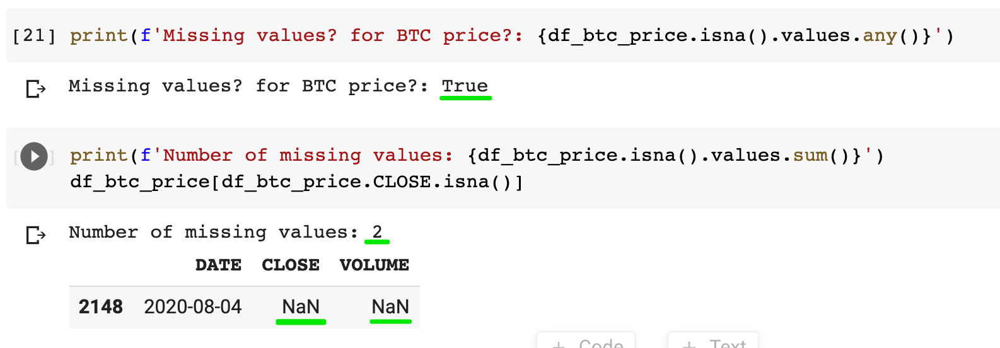 [21] print(f'Missing values? for BTC price?: {df_btc_price.isna().values.any()}')
Missing values? for BTC price?: True
[ ] print(f'Number of missing values: {df_btc_price.isna().values.sum()}')
df_btc_price[df_btc_price.CLOSE.isna()]
Number of missing values: 2
DATE CLOSE VOLUME
2148 2020-08-04 NaN NaN
+ Code + Text